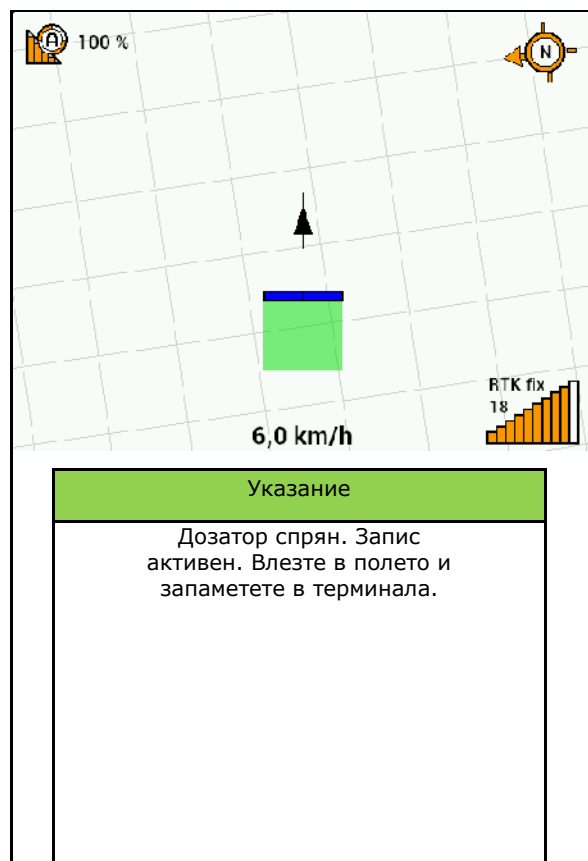 A 100 %
N
RTK fix
18
6,0 km/h
Указание
Дозатор спрян. Запис
активен. Влезте в полето и
запаметете в терминала.